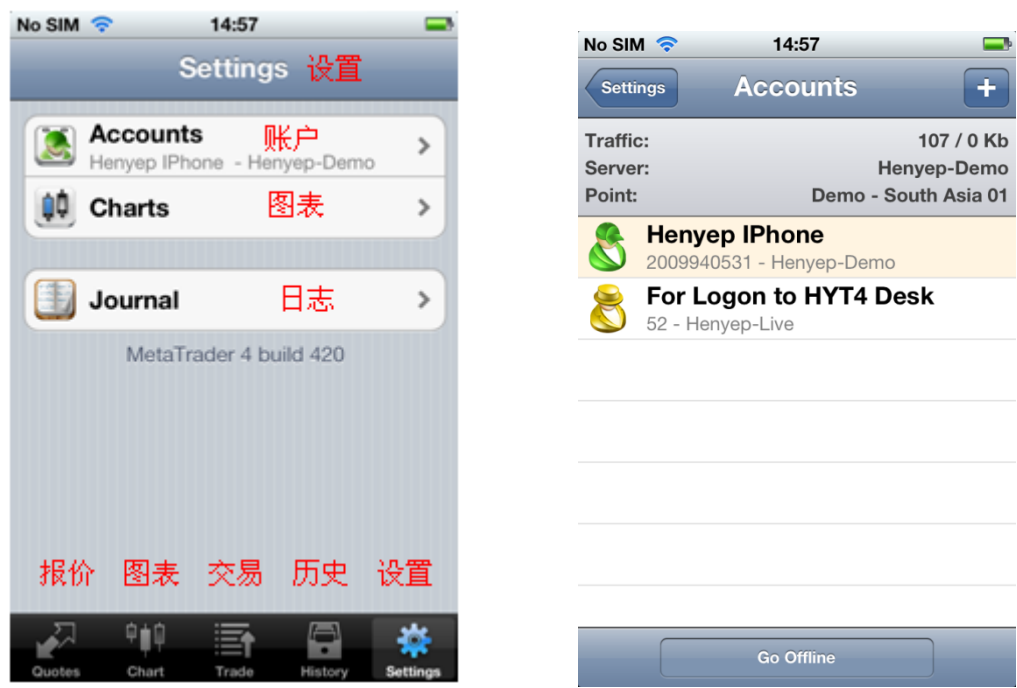 No SIM 14:57
Settings 设置
Accounts 账户
Henyep IPhone - Henyep-Demo
Charts 图表
Journal 日志
MetaTrader 4 build 420
报价 图表 交易 历史 设置
Quotes Chart Trade History Settings
No SIM 14:57
Settings Accounts +
Traffic: 107 / 0 Kb
Server: Henyep-Demo
Point: Demo - South Asia 01
Henyep IPhone
2009940531 - Henyep-Demo
For Logon to HYT4 Desk
52 - Henyep-Live
Go Offline